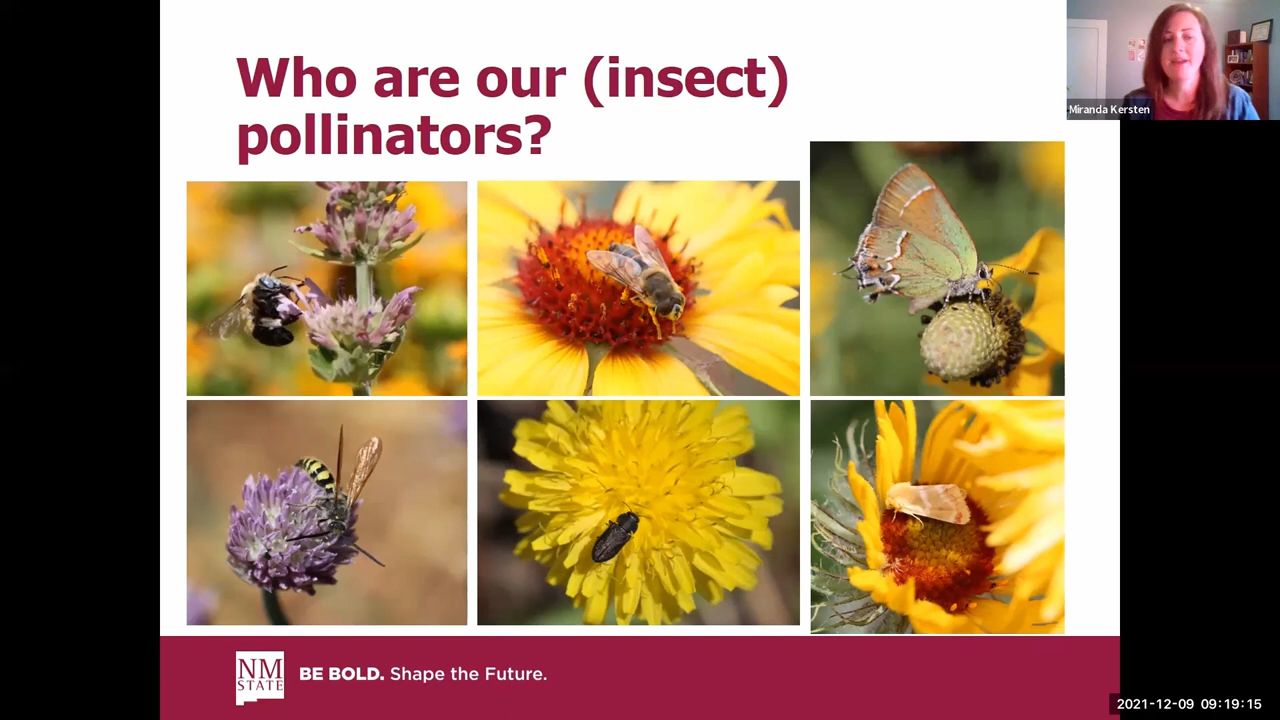 Who are our (insect)
pollinators?
Miranda Kersten
NM
STATE
BE BOLD. Shape the Future.
2021-12-09 09:19:15